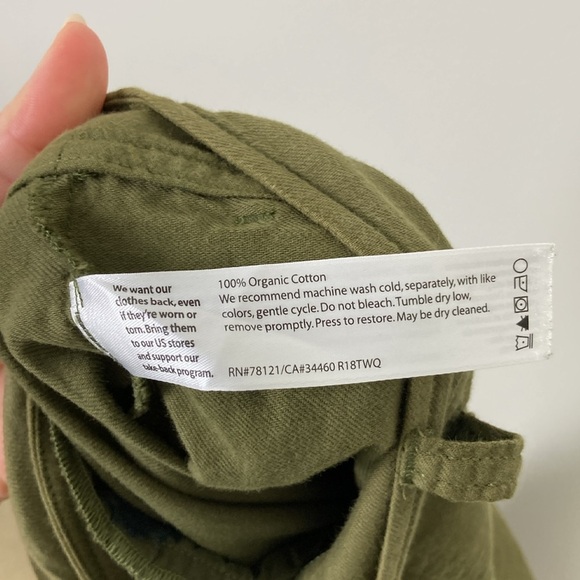 We want our
clothes back, even
if they're worn or
torn. Bring them
to our US stores
and support our
take-back program.
100% Organic Cotton
We recommend machine wash cold, separately, with like
colors, gentle cycle. Do not bleach. Tumble dry low,
remove promptly. Press to restore. May be dry cleaned.
RN#78121/CA#34460 R18TWQ